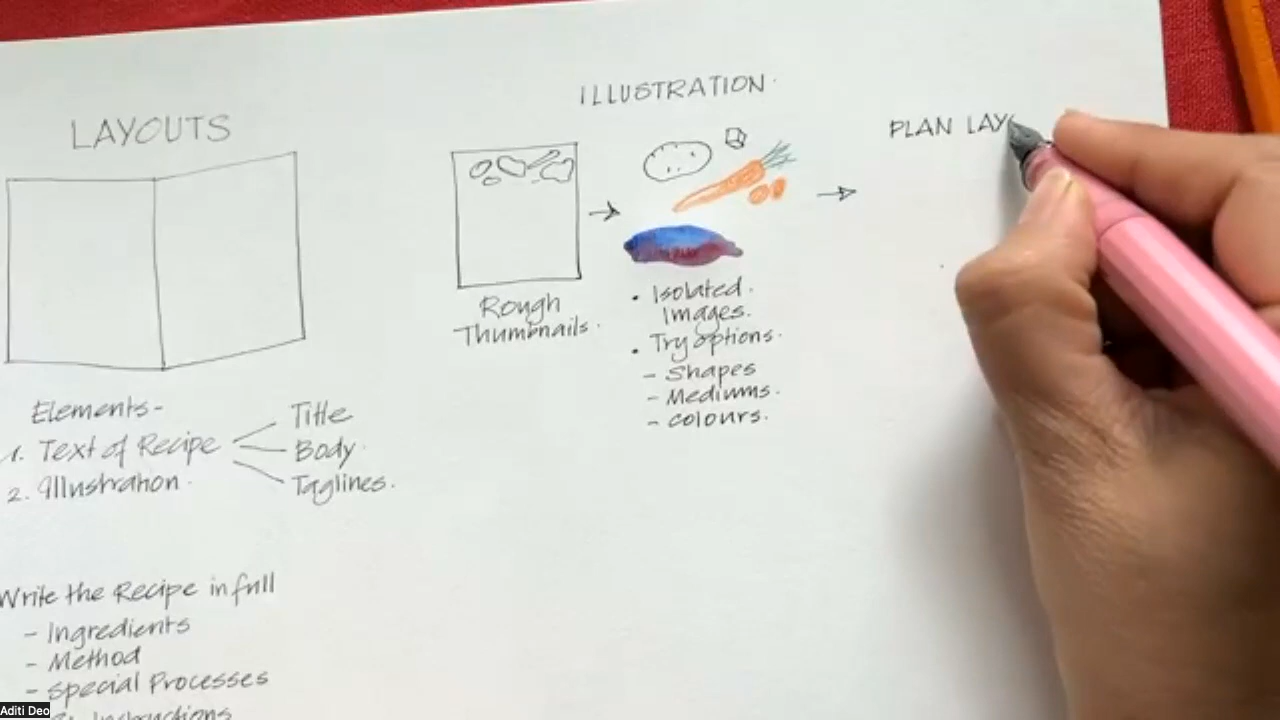 LAYOUTS
Elements-
1. Text of Recipe
2. Illustration.
Title
Body.
Taglines.
Write the Recipe in full
- Ingredients
- Method
- Special Processes
Instructions
ILLUSTRATION.
Rough
Thumbnails.
• Isolated.
Images.
• Try options.
- Shapes
- Mediums.
- colours.
PLAN LAY
Aditi Deo